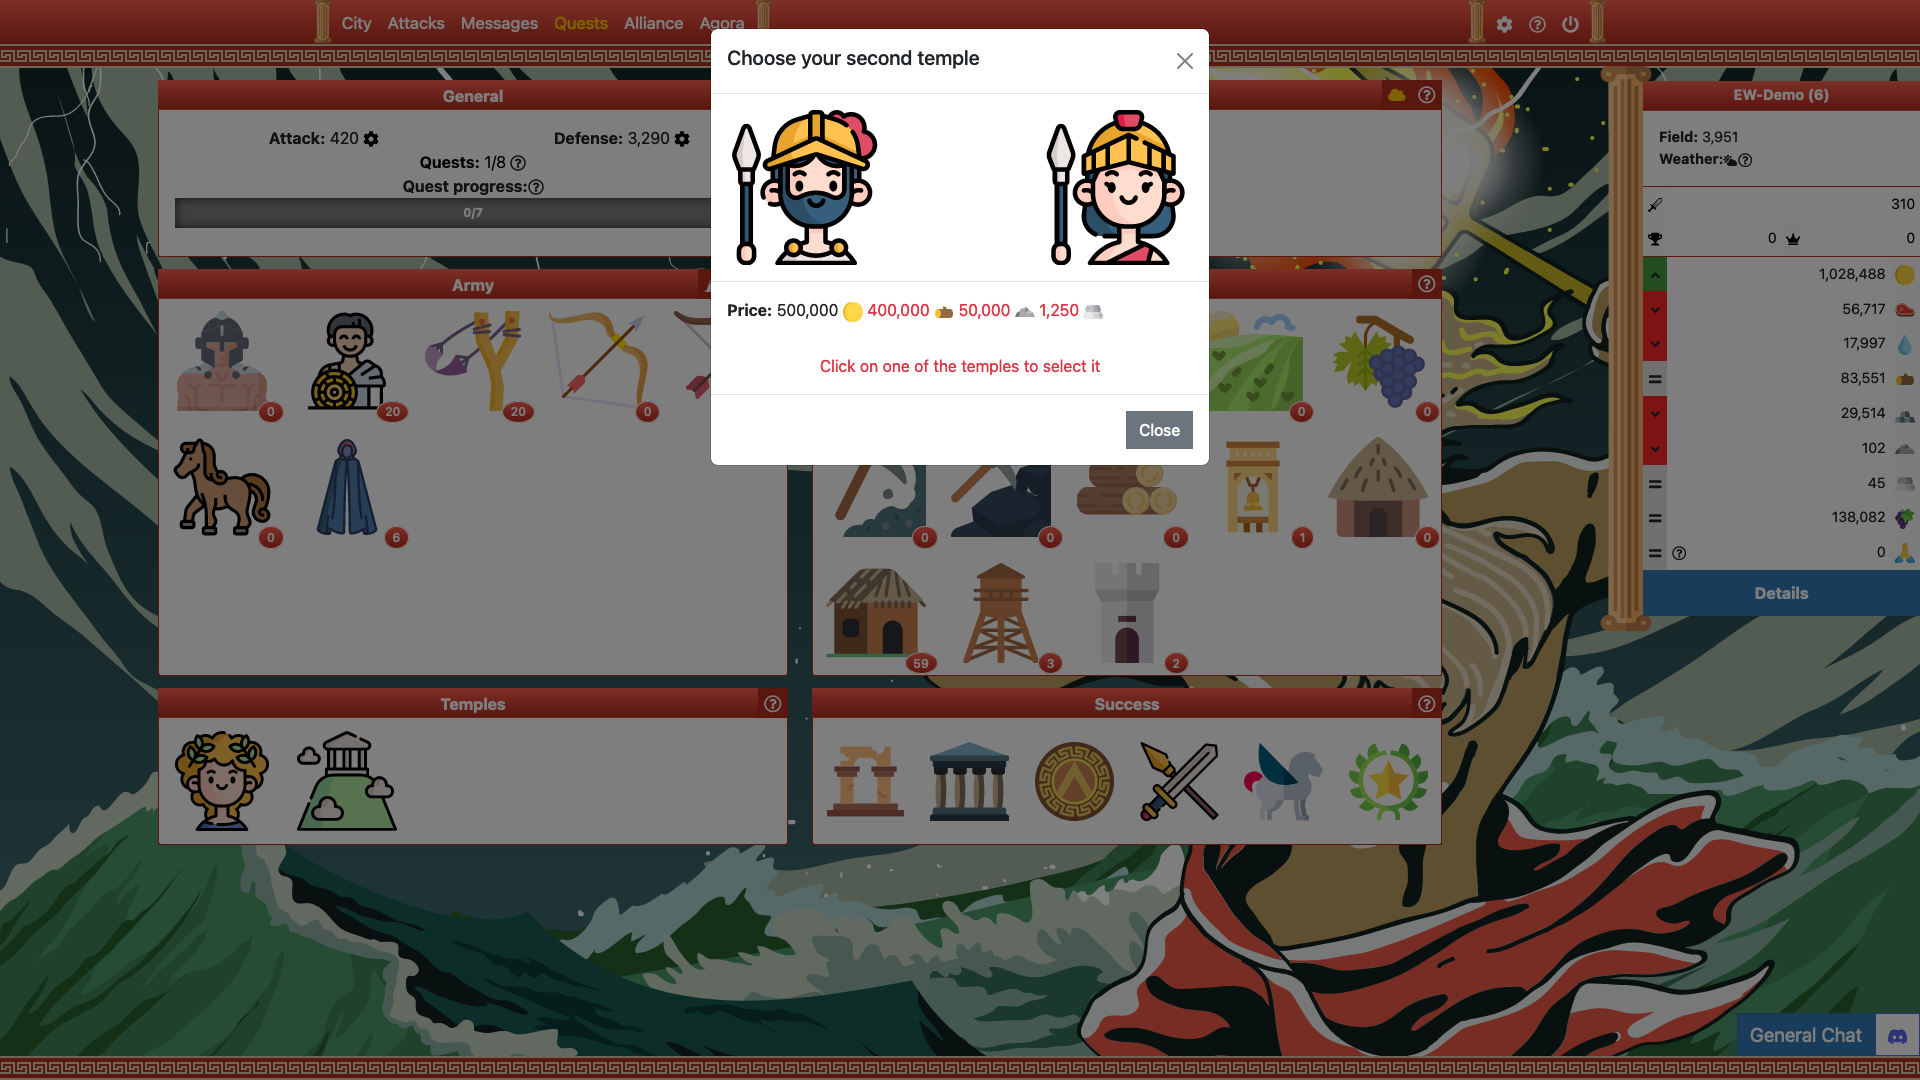 City Attacks Messages Quests Alliance Agora
Choose your second temple
Price: 500,000 400,000 50,000 1,250
Click on one of the temples to select it
Close
General
Attack: 420 Defense: 3,290
Quests: 1/8
Quest progress:
0/7
Army
0 20 20 0
0 6
0 0
0 0 0 1 0
59 3 2
Temples
Success
EW-Demo (6)
Field: 3,951
Weather:
310
0 0
1,028,488
56,717
17,997
83,551
29,514
102
45
138,082
0
Details
General Chat